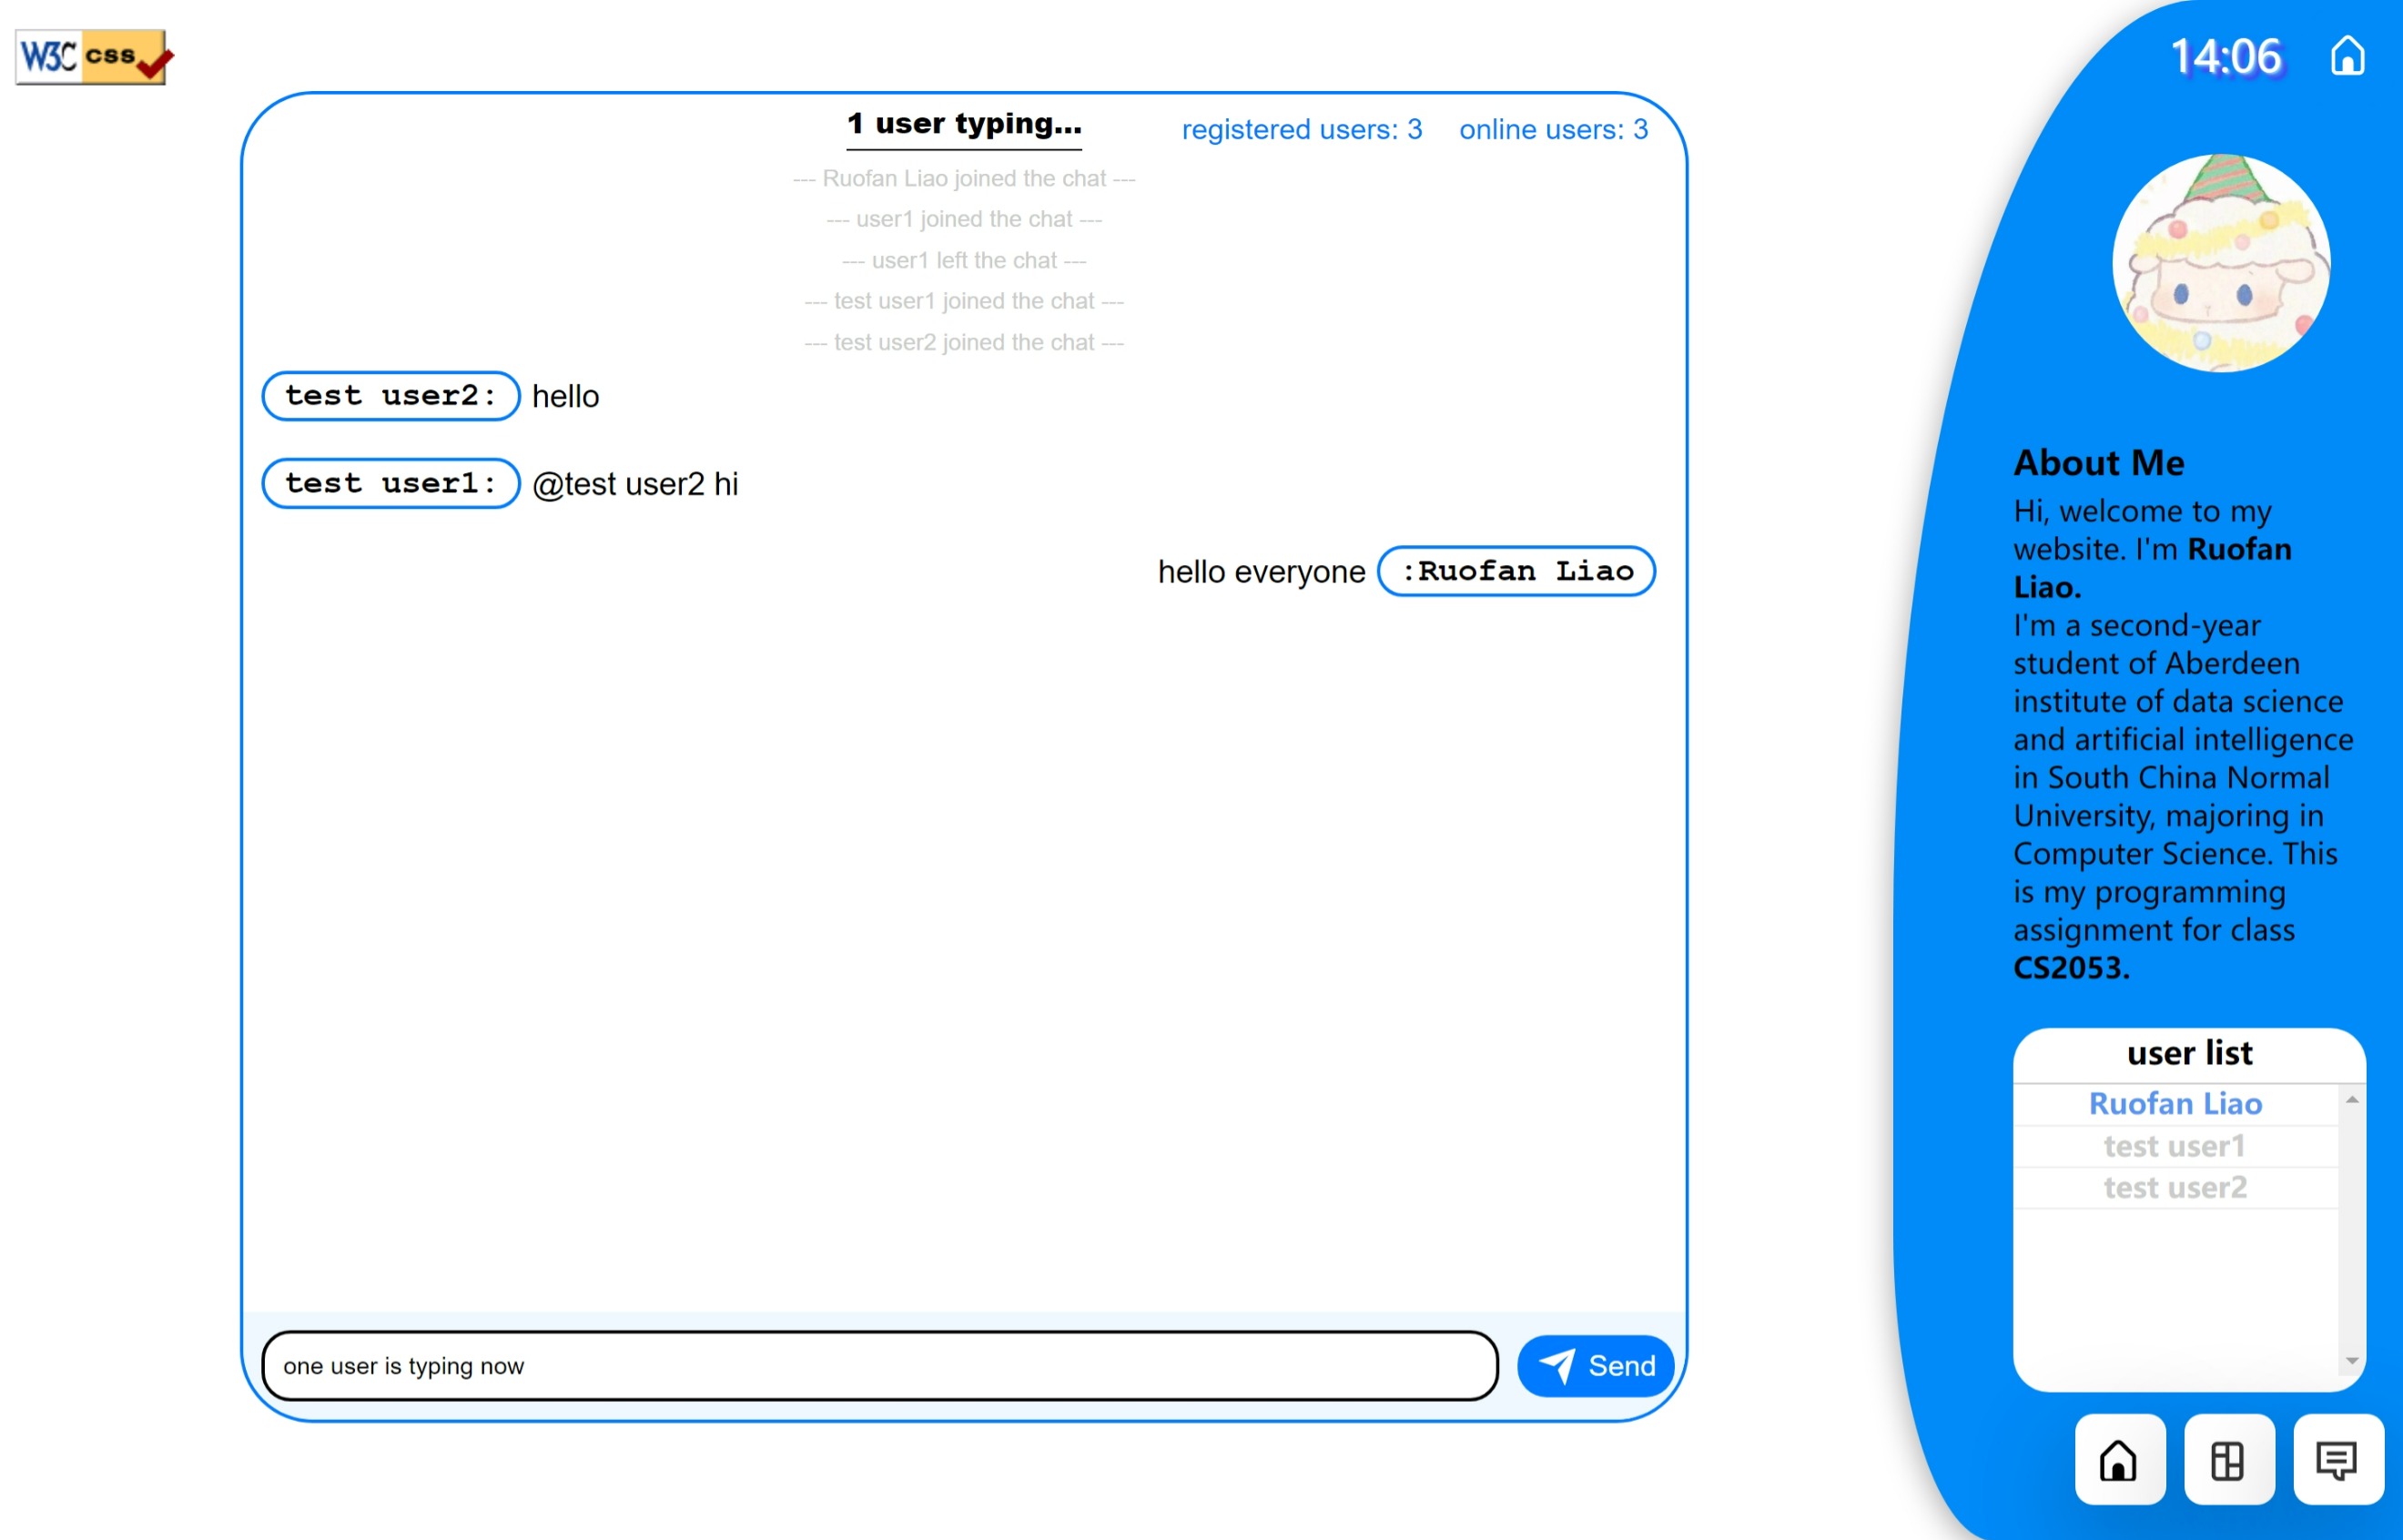 W3C css
1 user typing...
registered users: 3 online users: 3
--- Ruofan Liao joined the chat ---
--- user1 joined the chat ---
--- user1 left the chat ---
--- test user1 joined the chat ---
--- test user2 joined the chat ---
test user2: hello
test user1: @test user2 hi
hello everyone :Ruofan Liao
one user is typing now
Send
14:06
About Me
Hi, welcome to my
website. I'm Ruofan
Liao.
I'm a second-year
student of Aberdeen
institute of data science
and artificial intelligence
in South China Normal
University, majoring in
Computer Science. This
is my programming
assignment for class
CS2053.
user list
Ruofan Liao
test user1
test user2